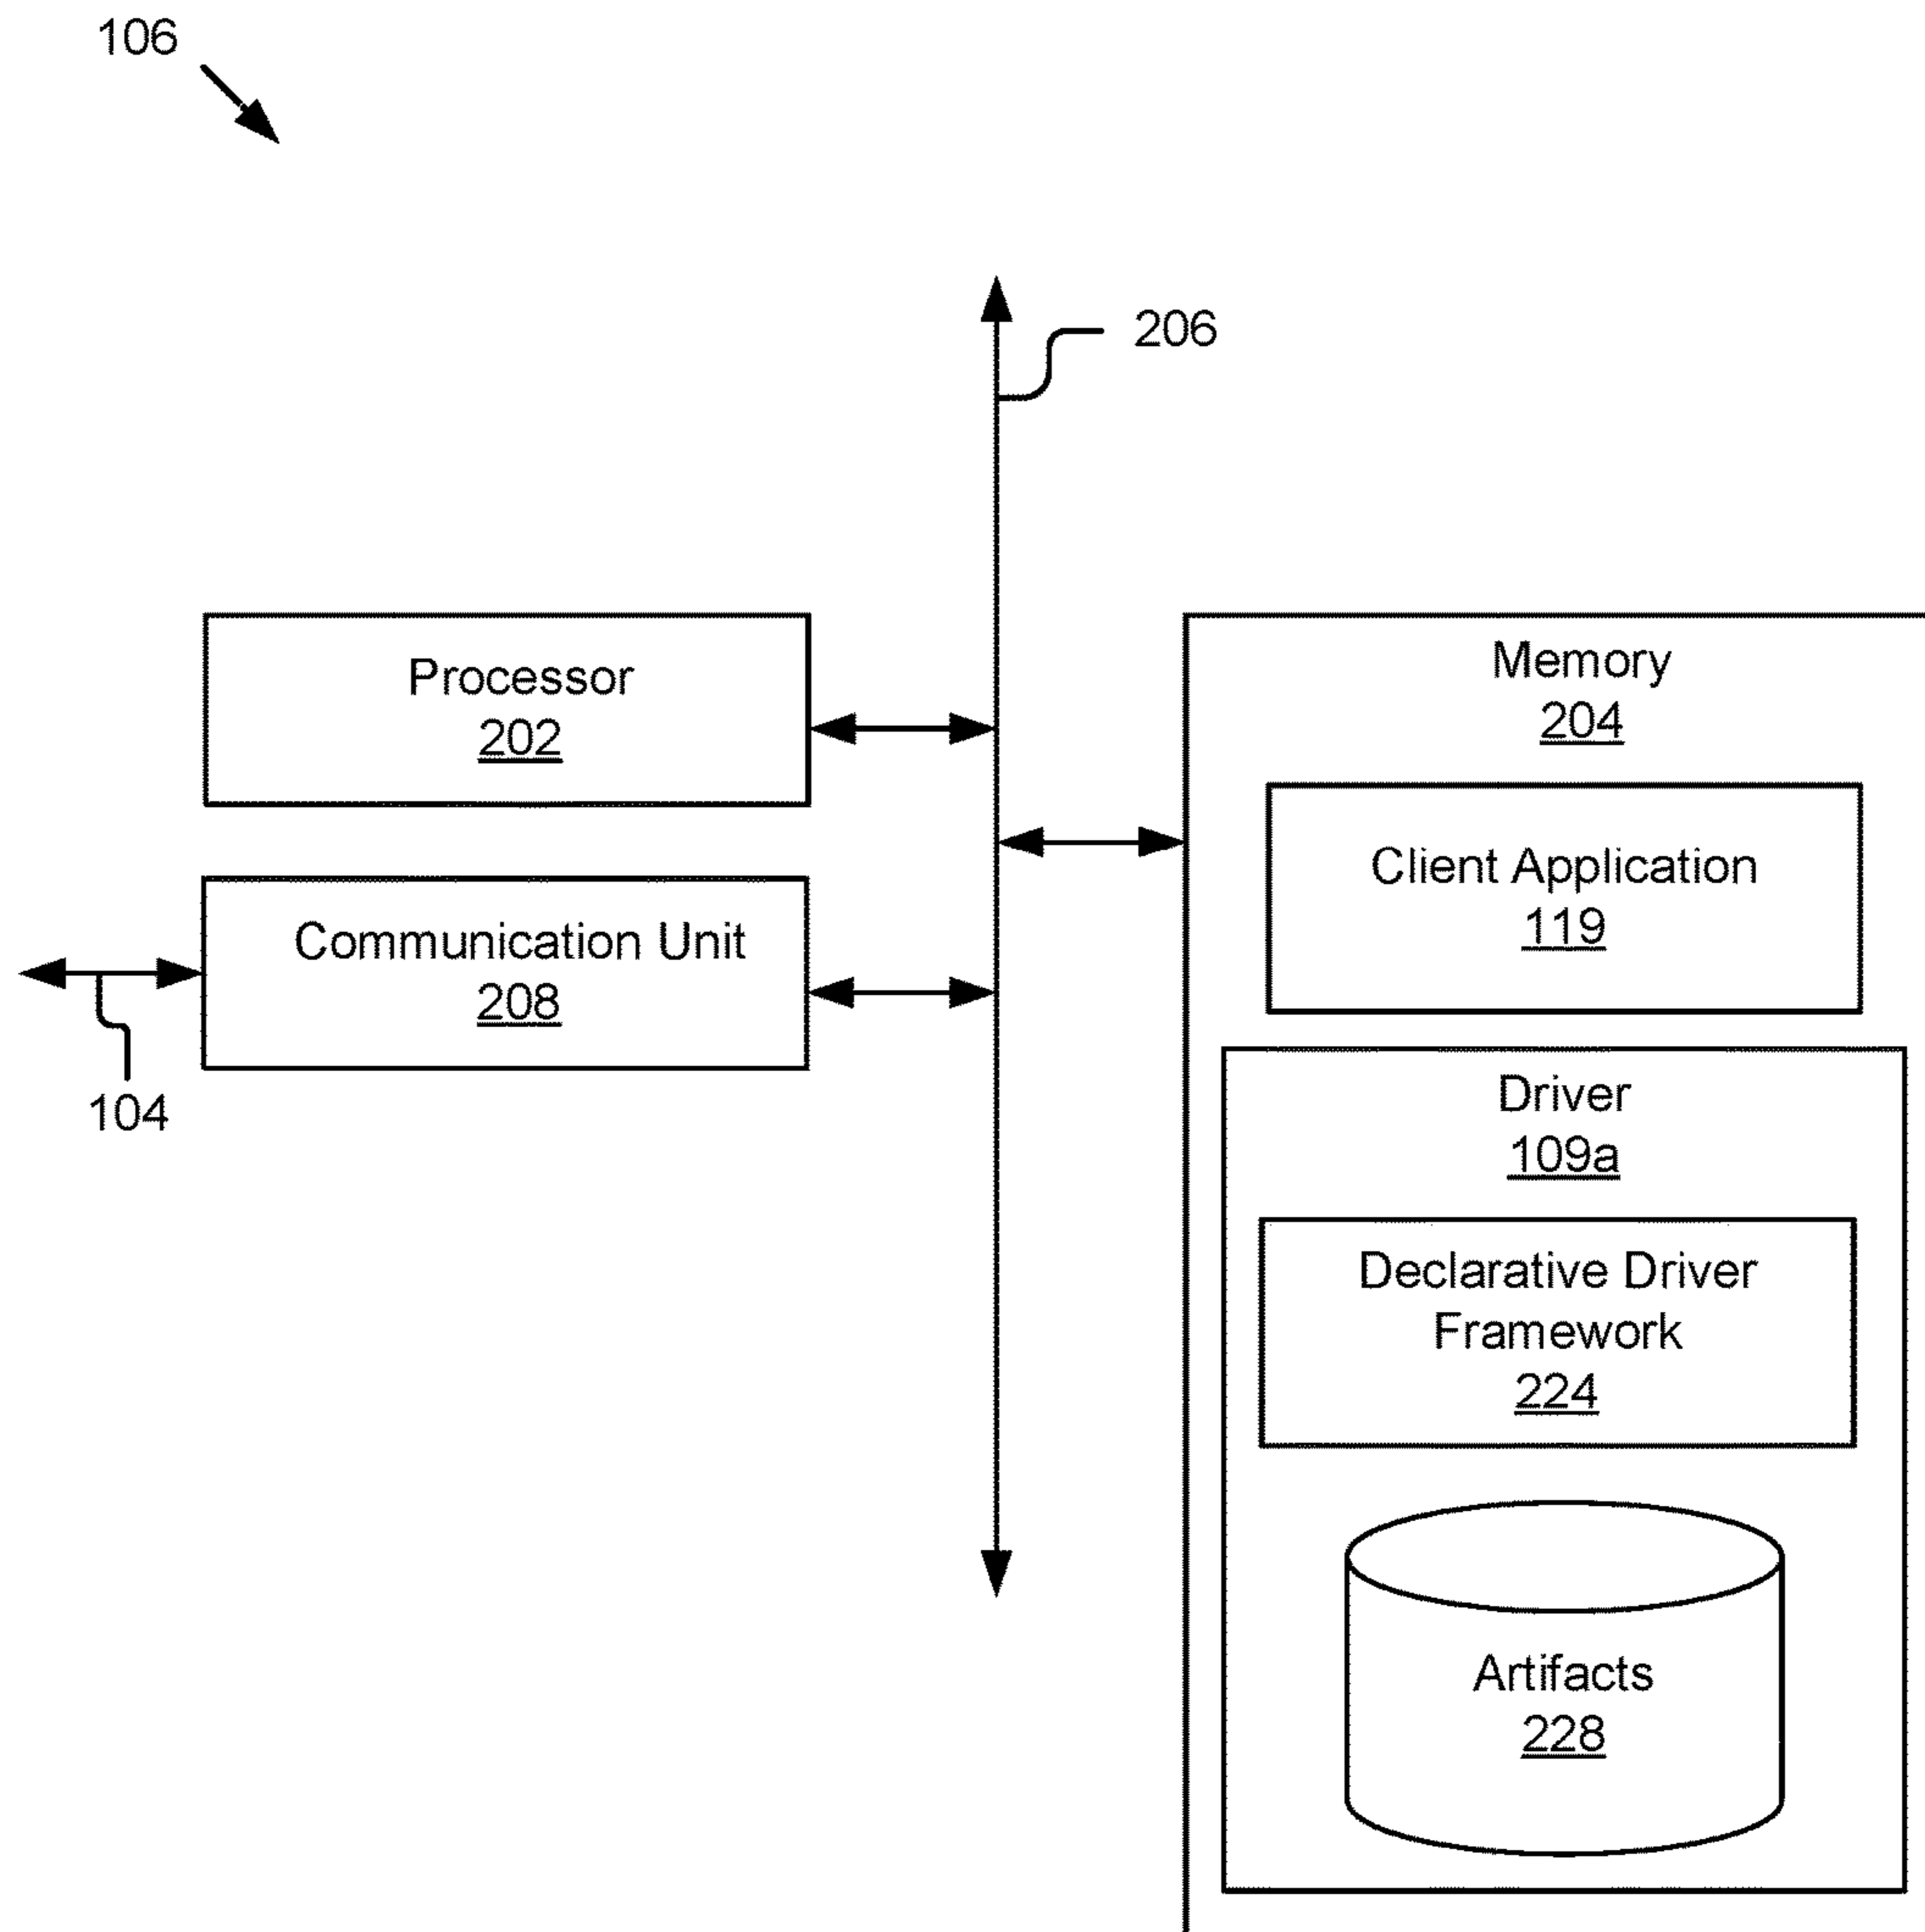 106
206
Processor
202
Memory
204
Client Application
119
Communication Unit
208
104
Driver
109a
Declarative Driver
Framework
224
Artifacts
228